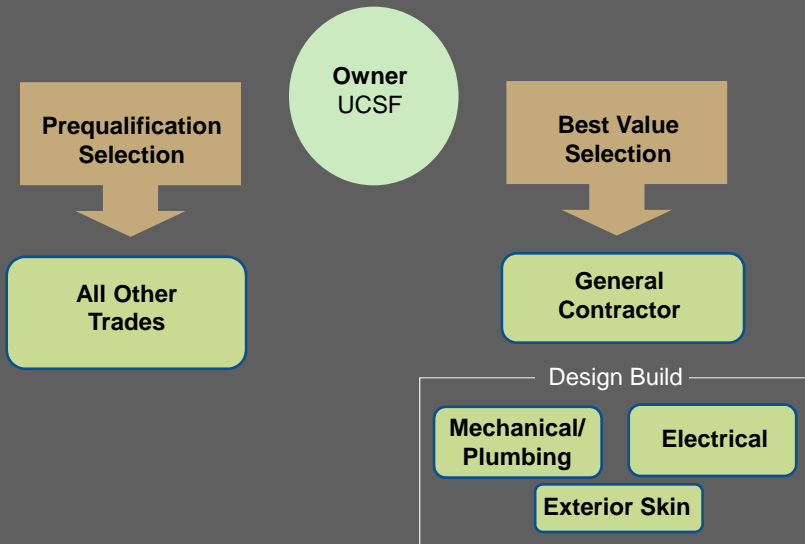 Owner
UCSF
Prequalification
Selection
Best Value
Selection
All Other
Trades
General
Contractor
Design Build
Mechanical/
Plumbing
Electrical
Exterior Skin